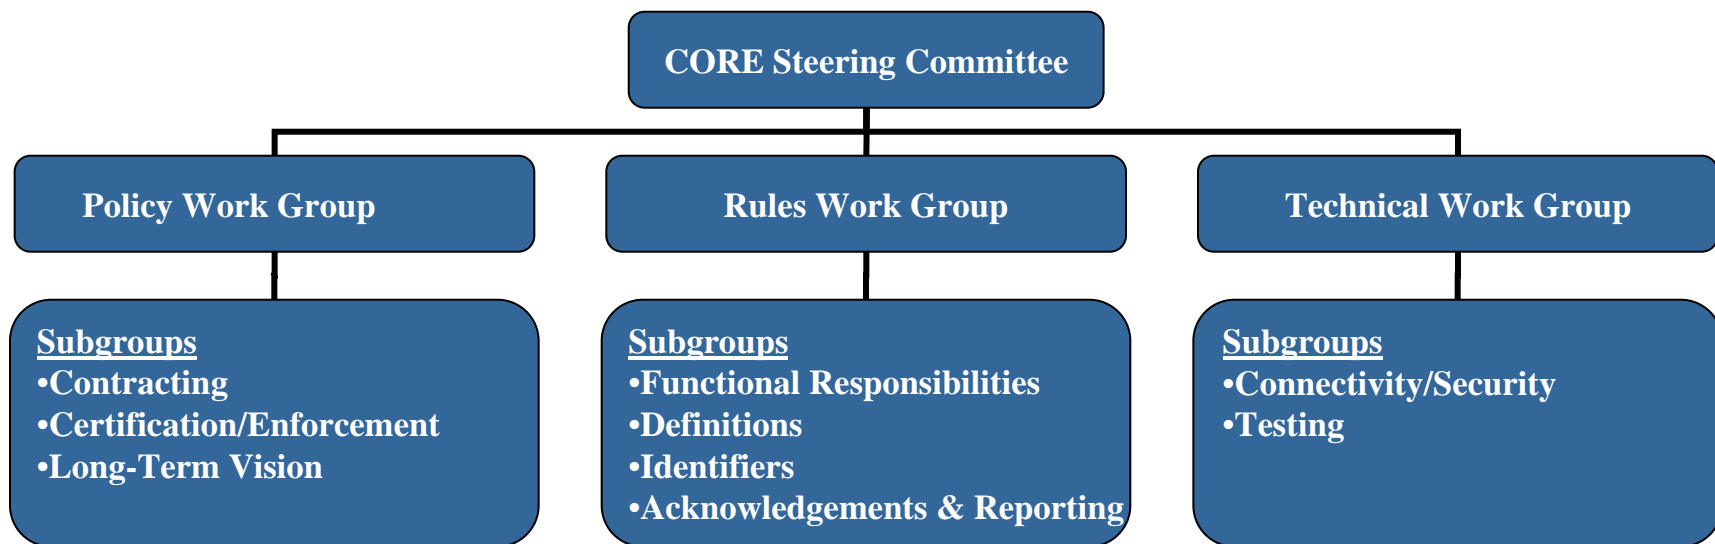 CORE Steering Committee
Policy Work Group
Rules Work Group
Technical Work Group
Subgroups
•Contracting
•Certification/Enforcement
•Long-Term Vision
Subgroups
•Functional Responsibilities
•Definitions
•Identifiers
•Acknowledgements & Reporting
Subgroups
•Connectivity/Security
•Testing